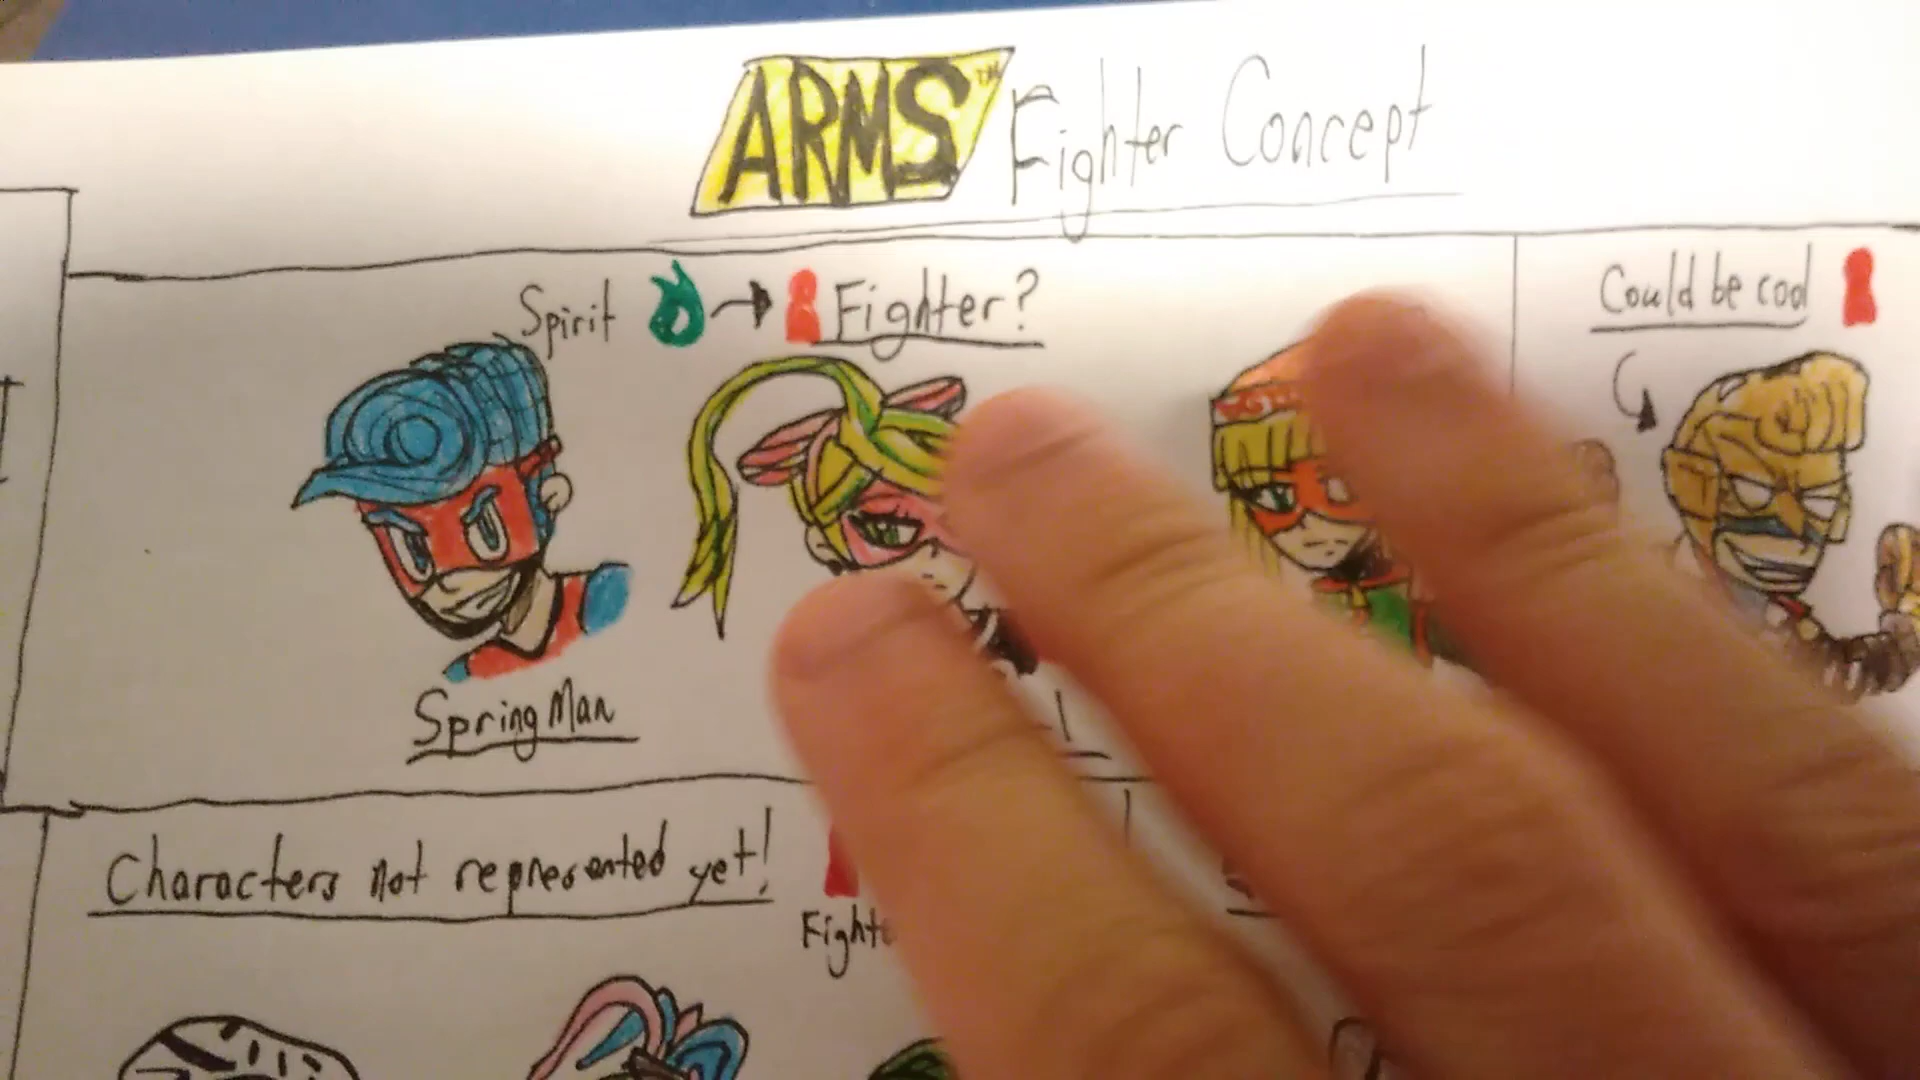 ARMS™ Fighter Concept
Spirit → Fighter?
Could be cool
Spring Man
Characters not represented yet!